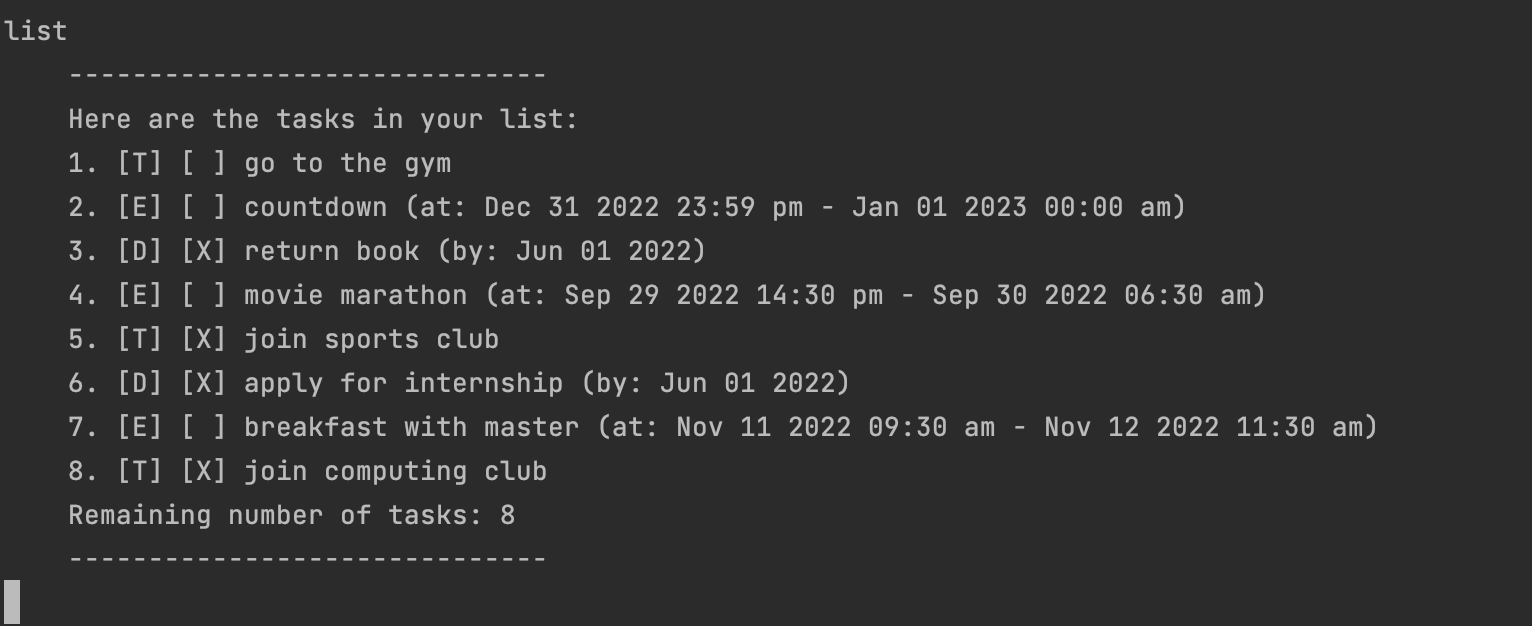 list
------------------------------
Here are the tasks in your list:
1. [T] [ ] go to the gym
2. [E] [ ] countdown (at: Dec 31 2022 23:59 pm - Jan 01 2023 00:00 am)
3. [D] [X] return book (by: Jun 01 2022)
4. [E] [ ] movie marathon (at: Sep 29 2022 14:30 pm - Sep 30 2022 06:30 am)
5. [T] [X] join sports club
6. [D] [X] apply for internship (by: Jun 01 2022)
7. [E] [ ] breakfast with master (at: Nov 11 2022 09:30 am - Nov 12 2022 11:30 am)
8. [T] [X] join computing club
Remaining number of tasks: 8
------------------------------